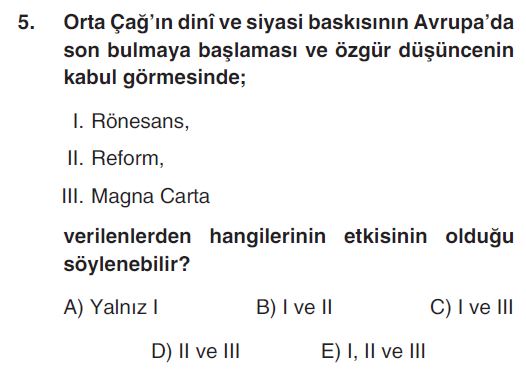 5. Orta Çağ’ın dinî ve siyasi baskısının Avrupa’da
son bulmaya başlaması ve özgür düşüncenin
kabul görmesinde;
I. Rönesans,
II. Reform,
III. Magna Carta
verilenlerden hangilerinin etkisinin olduğu
söylenebilir?
A) Yalnız I B) I ve II C) I ve III
D) II ve III E) I, II ve III